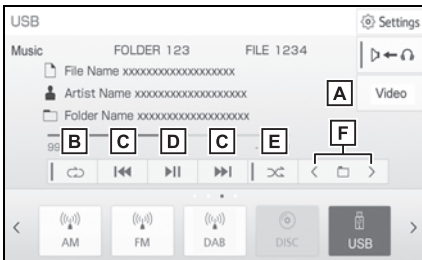 USB
Settings
Music FOLDER 123 FILE 1234
File Name xxxxxxxxxxxxxxxxxxxx
Artist Name xxxxxxxxxxxxxxxxxxxx
A Video
Folder Name xxxxxxxxxxxxxxxxxxxx
B C D C E F
AM FM DAB DISC USB